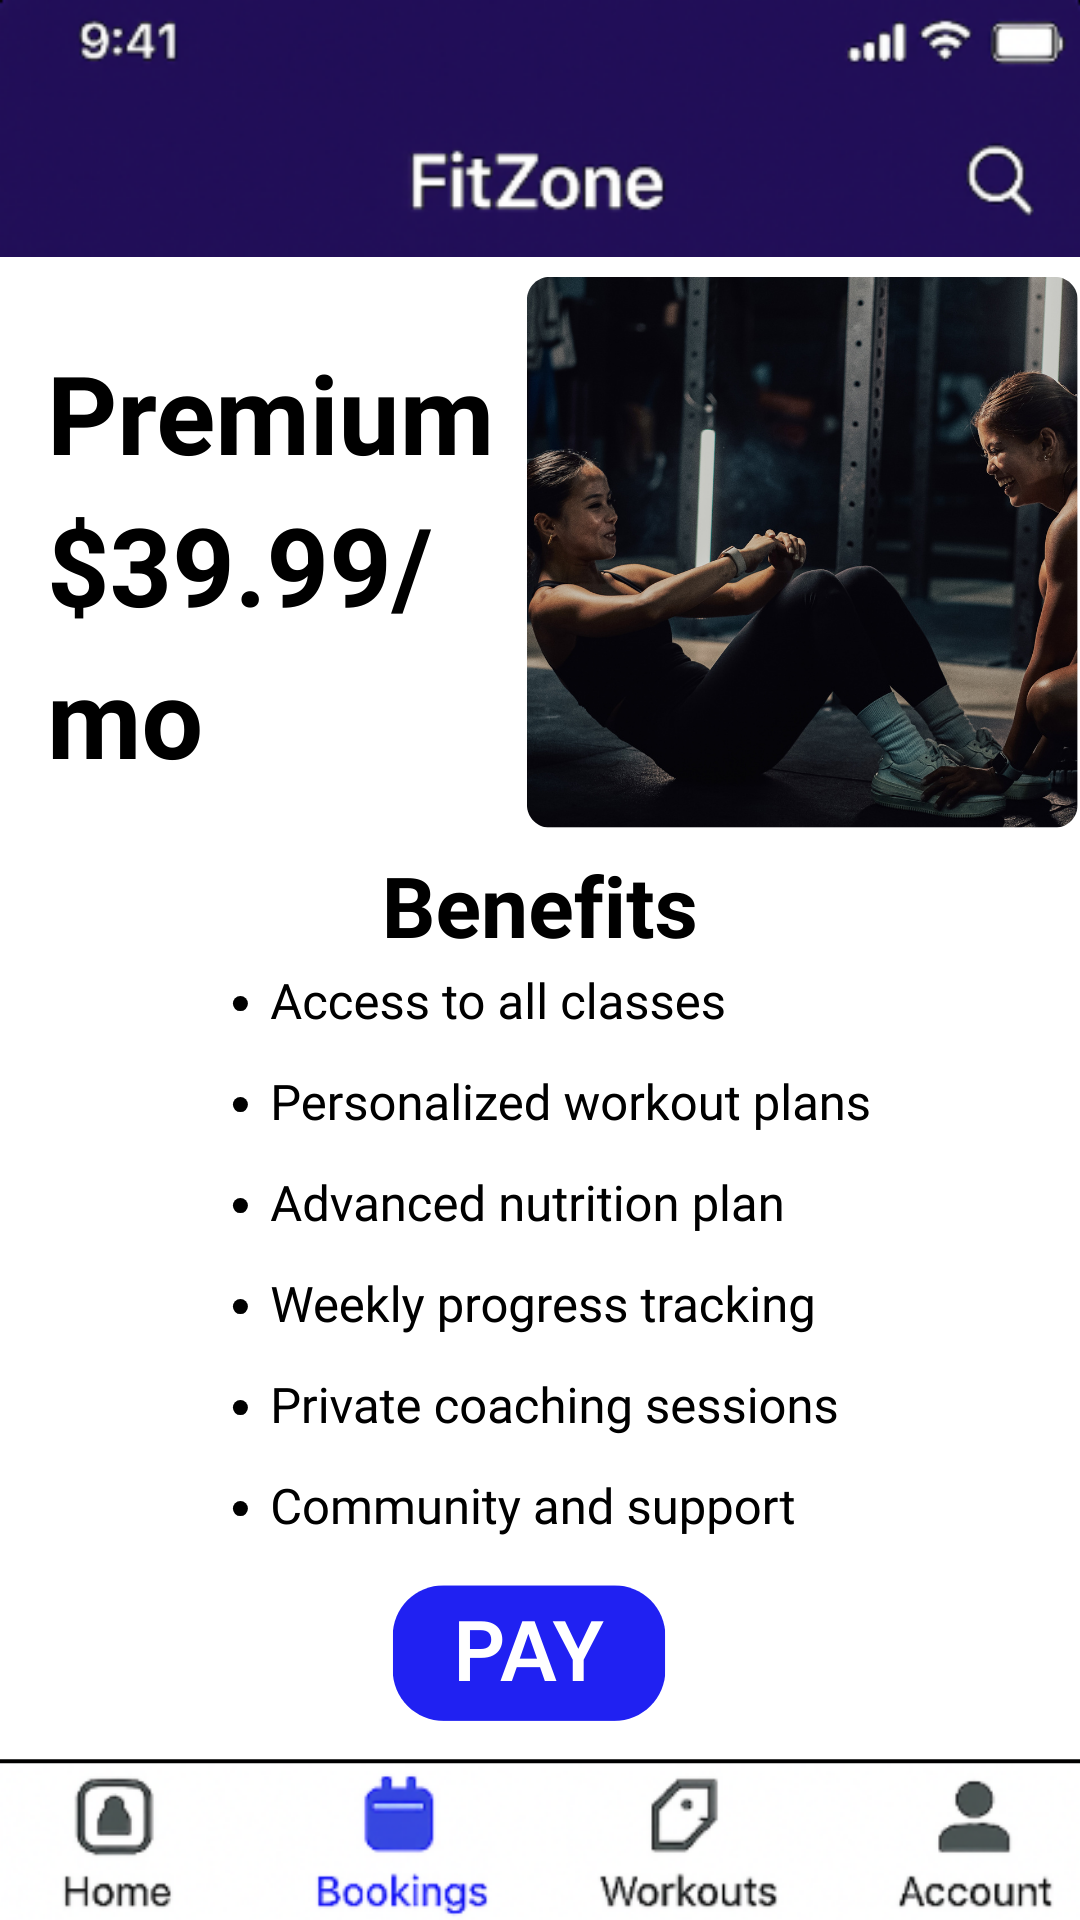 9:41
FitZone
Premium
$39.99/
mo
Benefits
• Access to all classes
• Personalized workout plans
• Advanced nutrition plan
• Weekly progress tracking
• Private coaching sessions
• Community and support
PAY
Home Bookings Workouts Account